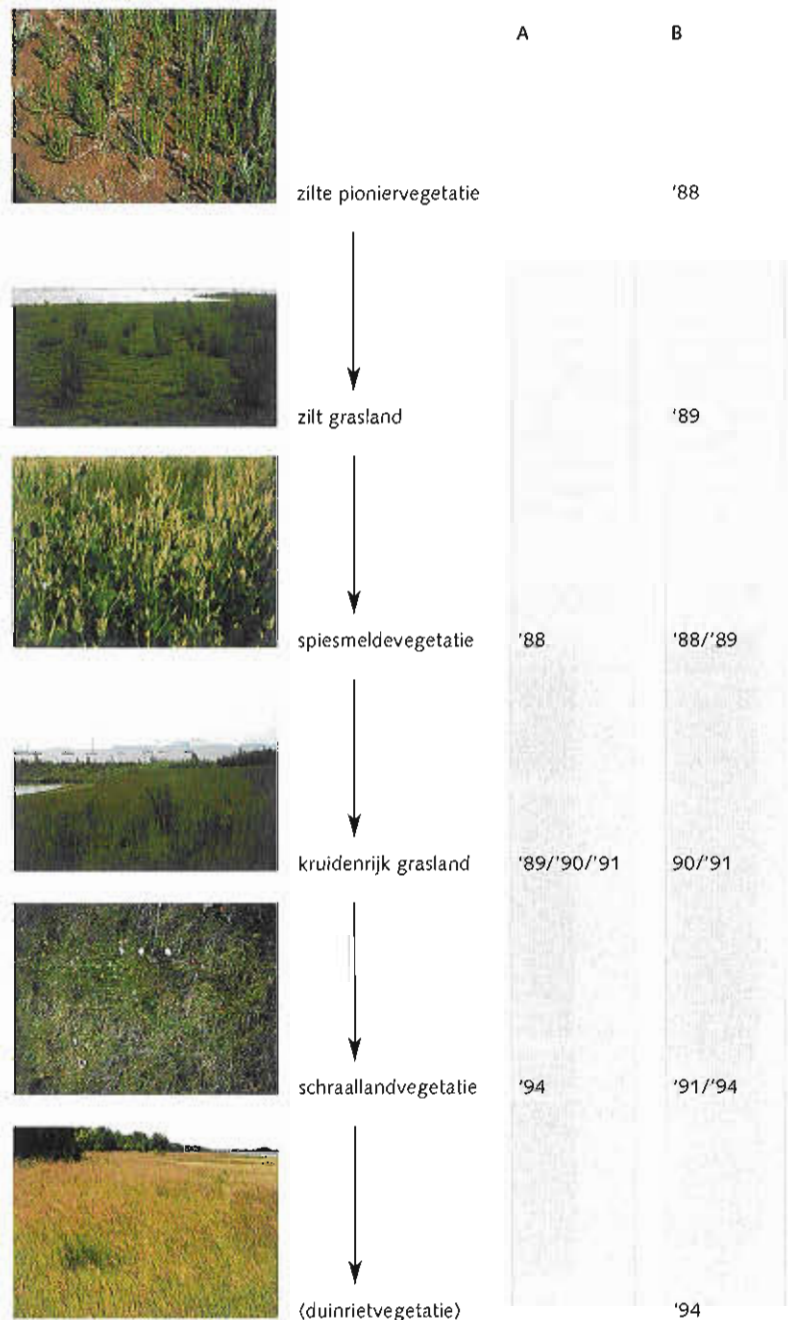 A B
zilte pioniervegetatie '88
zilt grasland '89
spiesmeldevegetatie '88 '88/'89
kruidenrijk grasland '89/'90/'91 90/'91
schraallandvegetatie '94 '91/'94
(duinrietvegetatie) '94